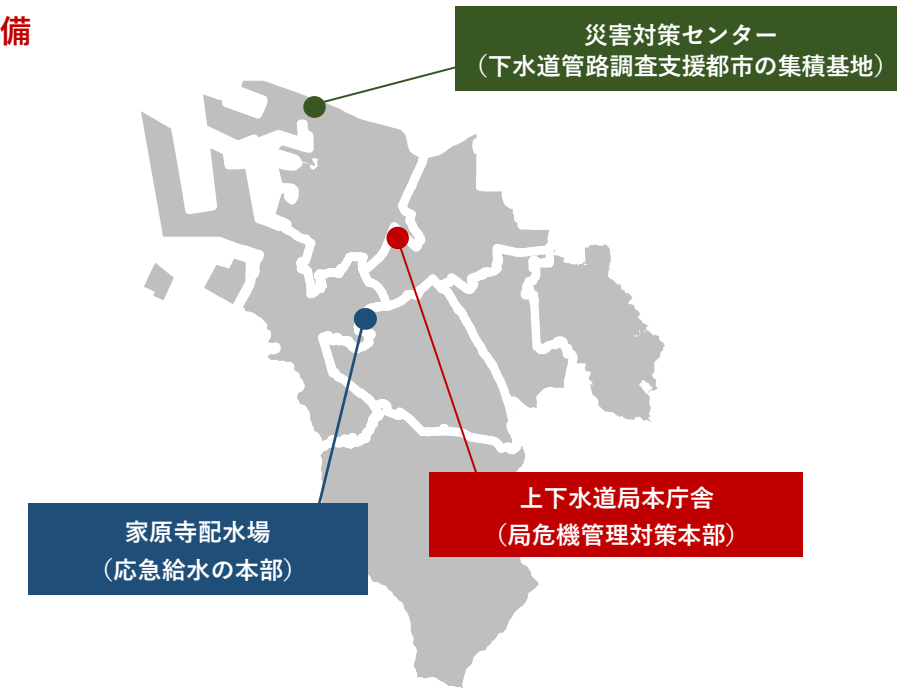 備
災害対策センター
（下水道管路調査支援都市の集積基地）
上下水道局本庁舎
（局危機管理対策本部）
家原寺配水場
（応急給水の本部）